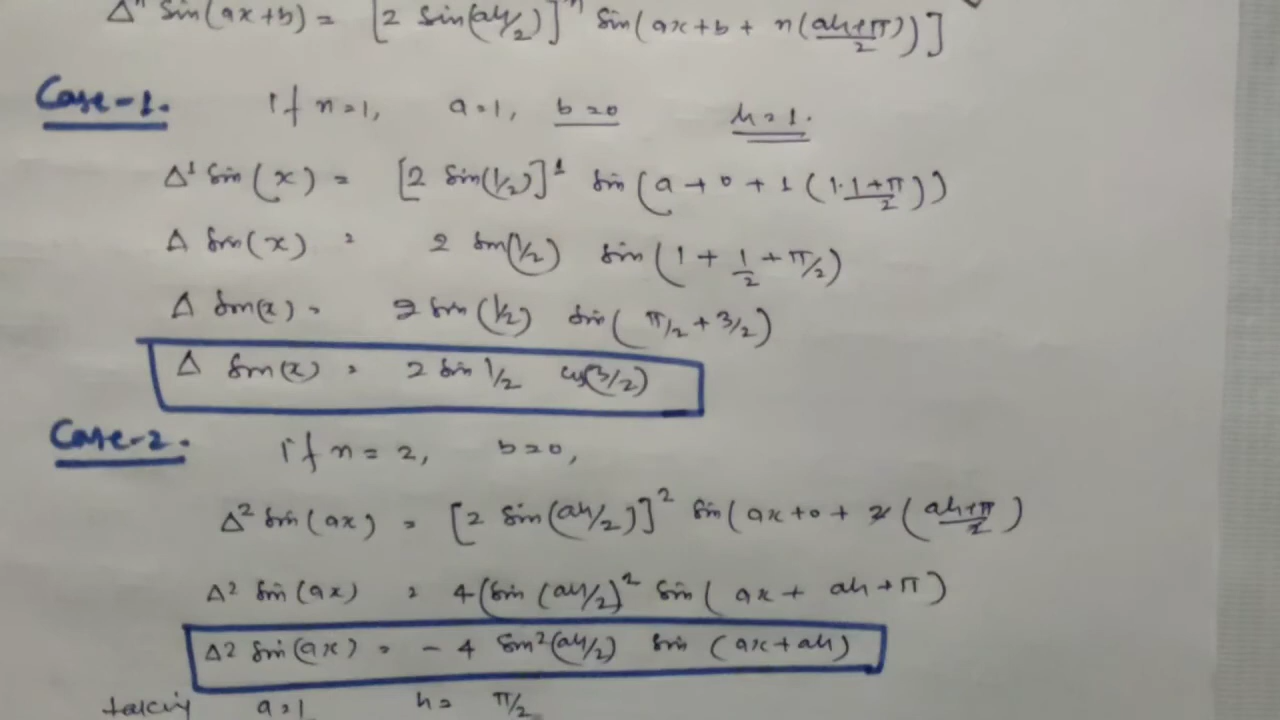 Δⁿ Sin(ax+b) = [2 Sin(ah/2)]ⁿ Sin(ax+b + n(ah+π/2))]
Case-1. if n=1, a=1, b=0 h=1.
Δ¹ Sin(x) = [2 Sin(1/2)]¹ Sin(a+0+1(1.1+π/2))
Δ Sin(x) = 2 Sin(1/2) Sin(1+1/2+π/2)
Δ Sin(x) = 2 Sin(1/2) Sin(π/2+3/2)
Δ Sin(x) = 2 Sin 1/2 cos(3/2)
Case-2. if n=2, b=0,
Δ² Sin(ax) = [2 Sin(ah/2)]² Sin(ax+0+2(ah+π/2)
Δ² Sin(ax) = 4(Sin(ah/2)² Sin(ax+ah+π)
Δ² Sin(ax) = -4 Sin²(ah/2) Sin (ax+ah)
taking a=1 h= π/2